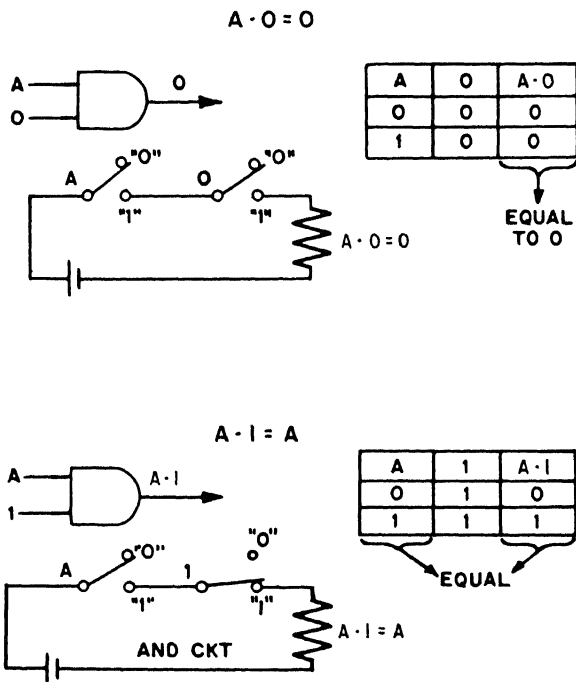 A · 0 = 0
A
0
0
A 0 A·0
0 0 0
1 0 0
EQUAL
TO 0
A "0" 0 "0"
"1" "1"
A·0=0
A · 1 = A
A
1
A·1
A 1 A·1
0 1 0
1 1 1
EQUAL
A "0" 1 "0"
"1" "1"
A·1=A
AND CKT